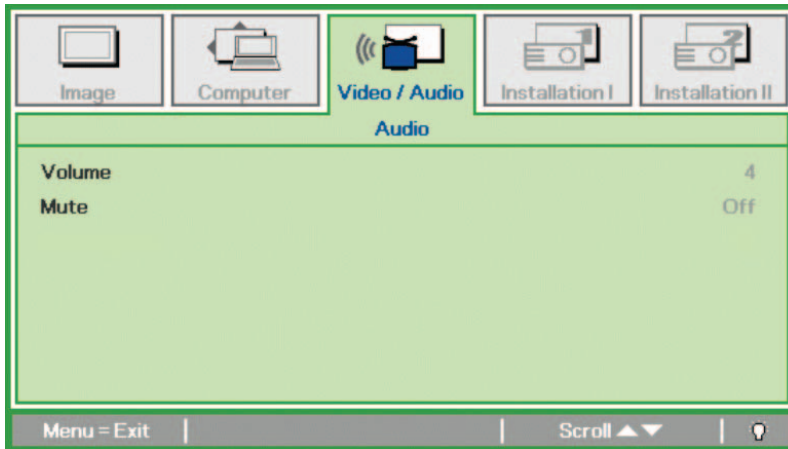 Image Computer Video / Audio Installation I Installation II
Audio
Volume 4
Mute Off
Menu = Exit Scroll ▲▼